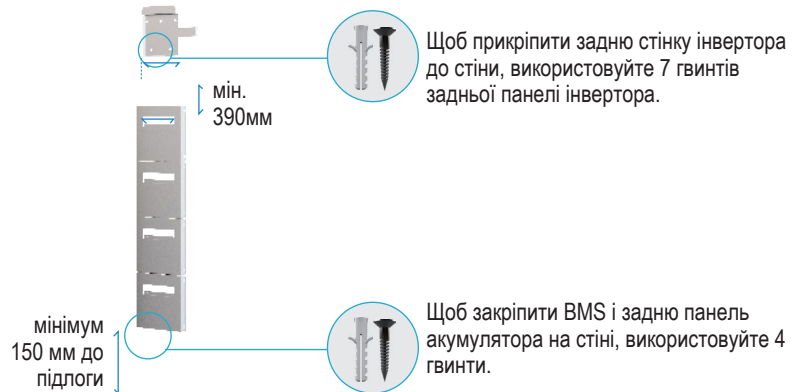 Щоб прикріпити задню стінку інвертора
до стіни, використовуйте 7 гвинтів
задньої панелі інвертора.
мін.
390мм
Щоб закріпити BMS і задню панель
акумулятора на стіні, використовуйте 4
гвинти.
мінімум
150 мм до
підлоги